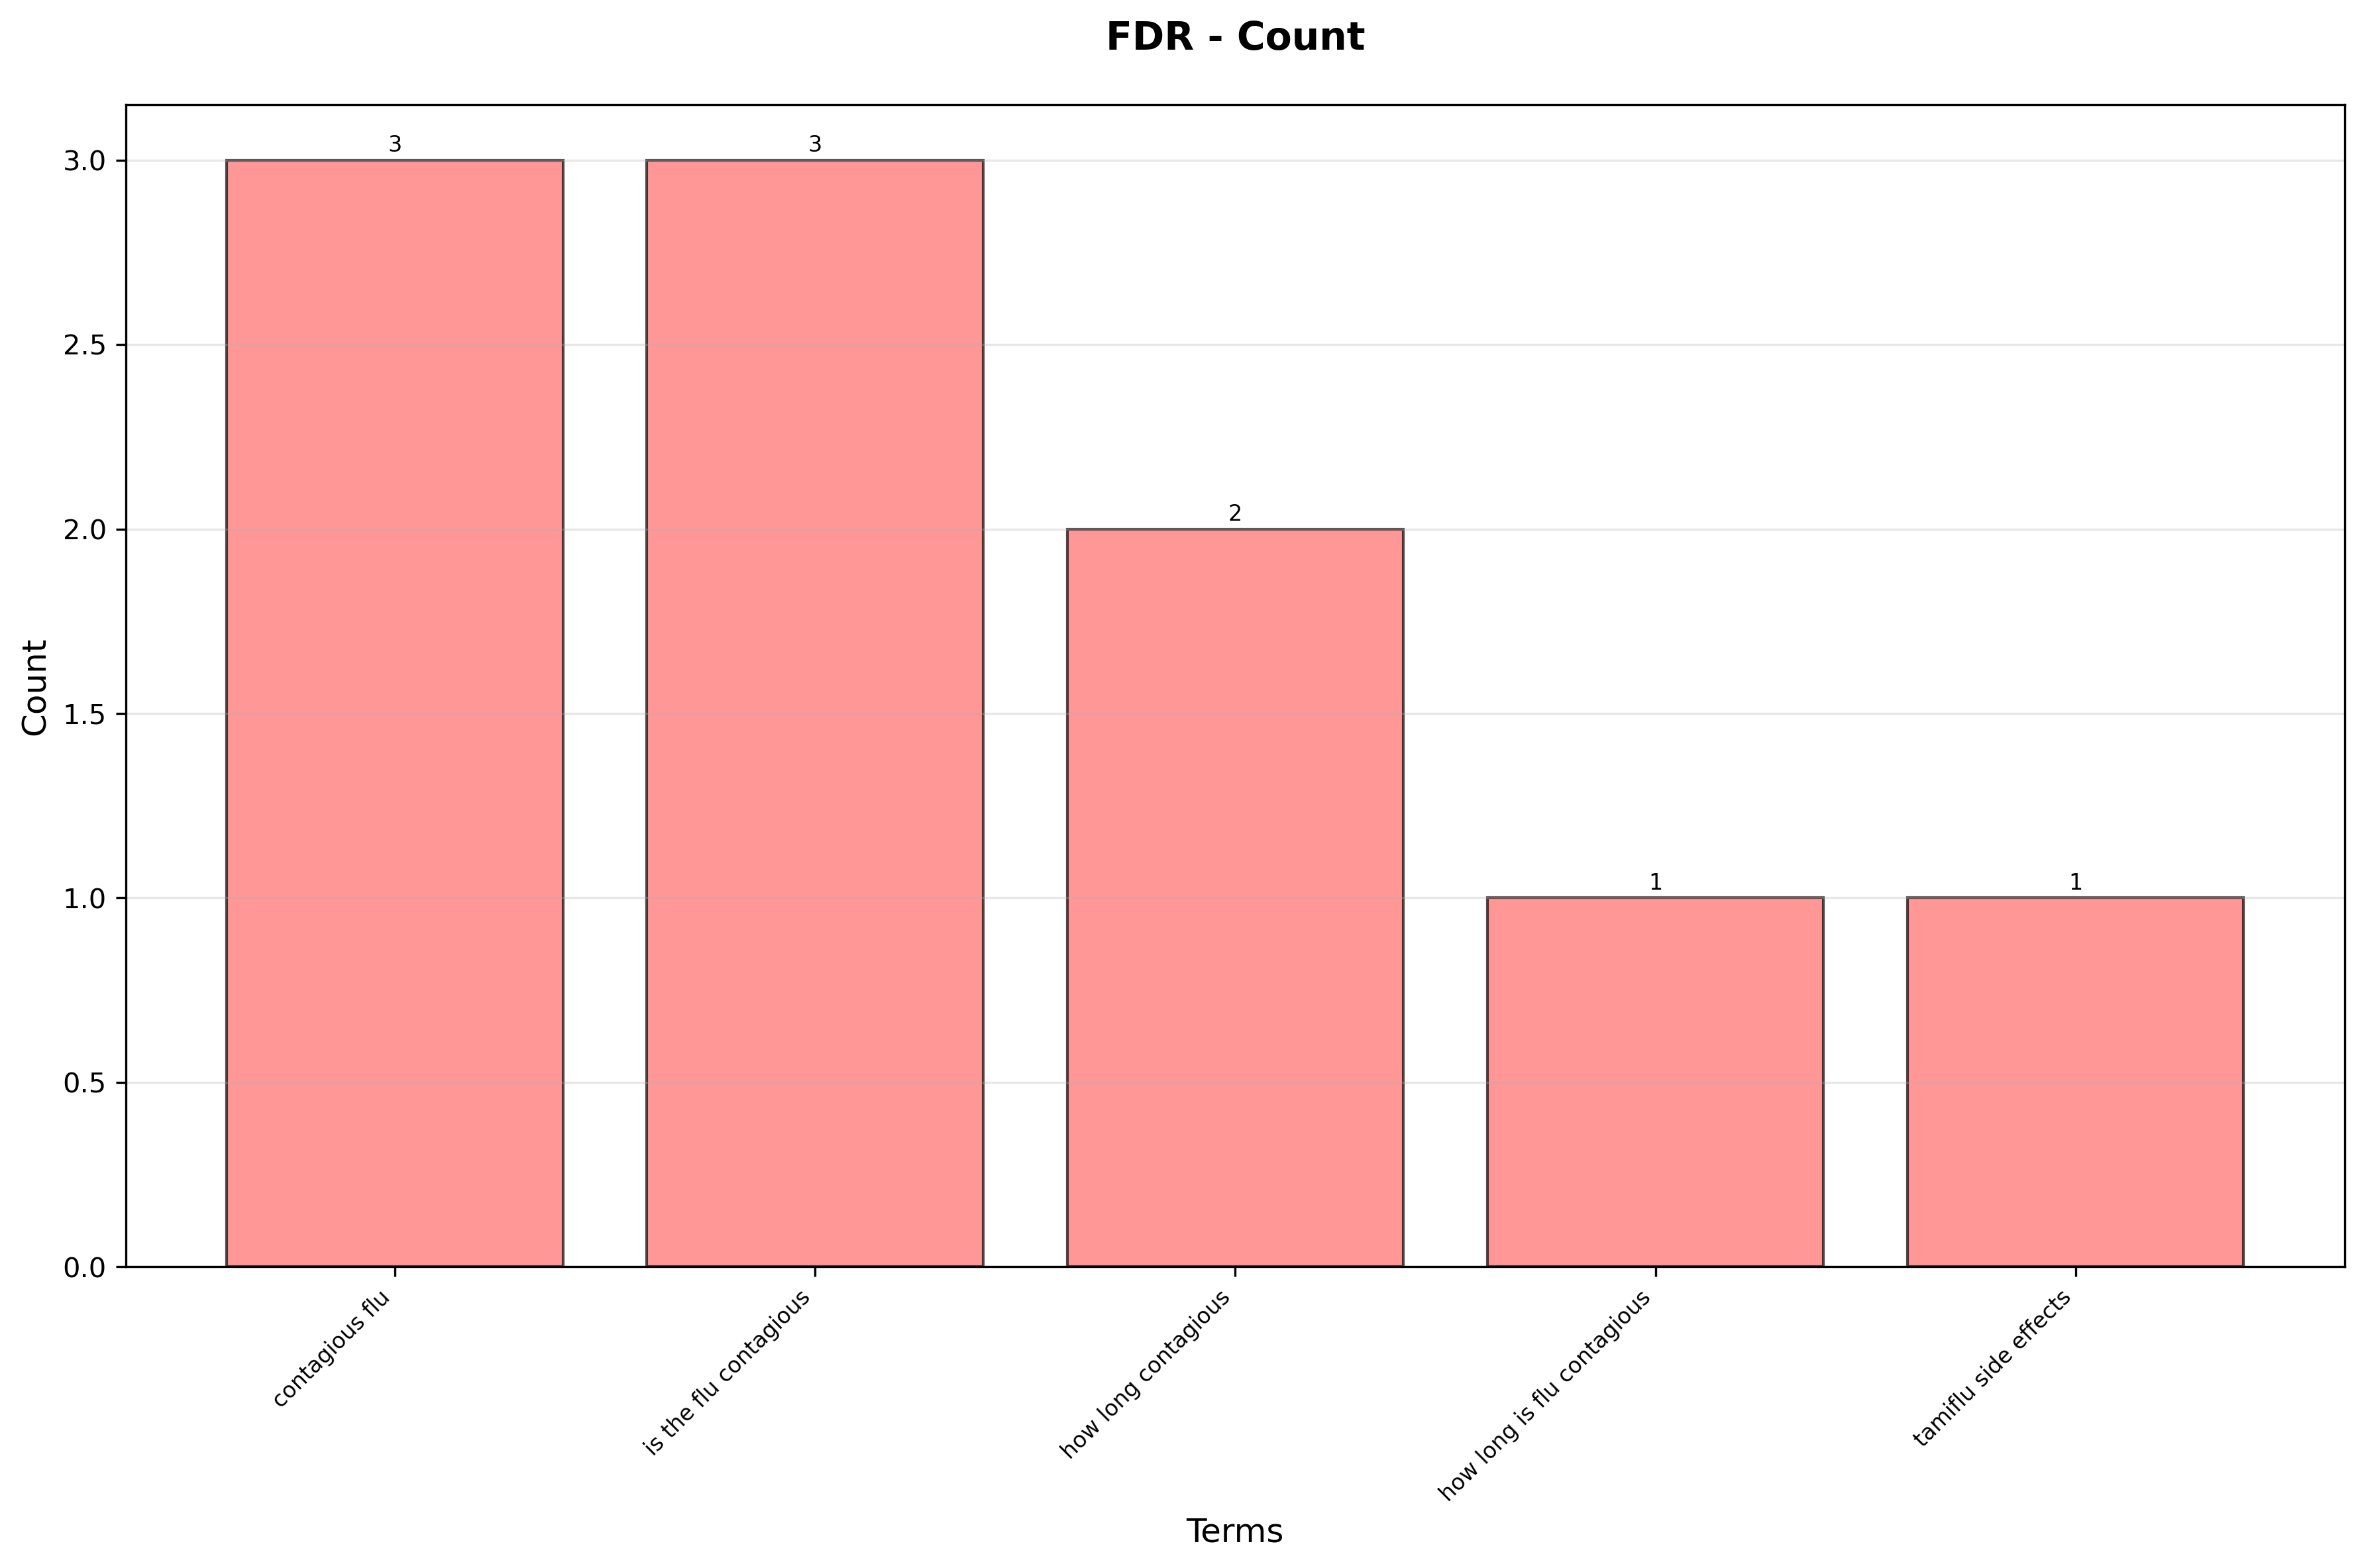 FDR - Count
3
3
2
1
1
3.0
2.5
2.0
1.5
1.0
0.5
0.0
Count
contagious flu
is the flu contagious
how long contagious
how long is flu contagious
tamiflu side effects
Terms